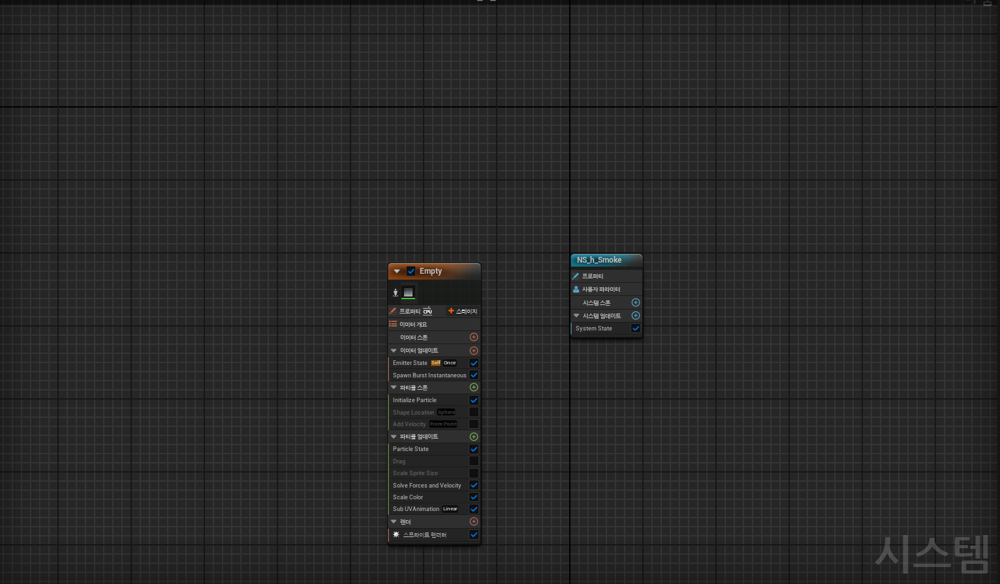 Empty
프로퍼티 CPU 스테이지
이미터 개요
이미터 스폰
이미터 업데이트
Emitter State Self Once
Spawn Burst Instantaneous
파티클 스폰
Initialize Particle
Shape Location Sphere
Add Velocity From Point
파티클 업데이트
Particle State
Drag
Scale Sprite Size
Solve Forces and Velocity
Scale Color
Sub UVAnimation Linear
렌더
스프라이트 렌더러
NS_h_Smoke
프로퍼티
사용자 파라미터
시스템 스폰
시스템 업데이트
System State
시스템